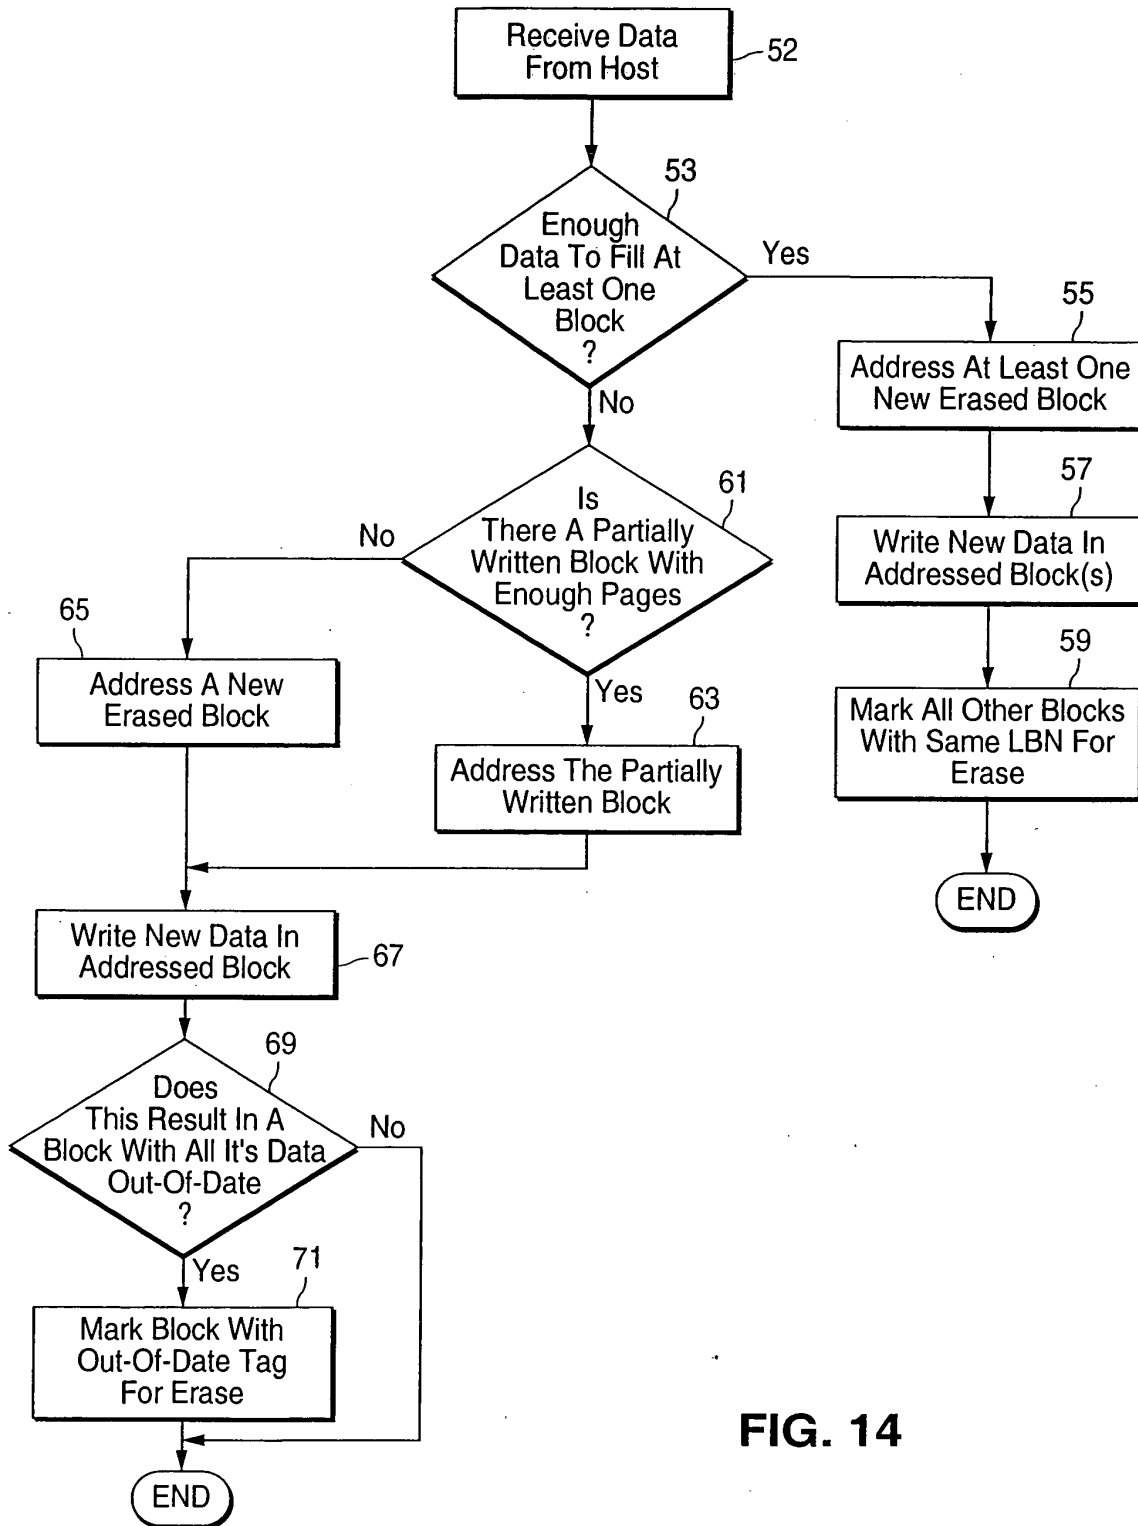 Receive Data
From Host
52
53
Enough
Data To Fill At
Least One
Block
?
Yes
No
55
Address At Least One
New Erased Block
57
Write New Data In
Addressed Block(s)
59
Mark All Other Blocks
With Same LBN For
Erase
END
61
Is
There A Partially
Written Block With
Enough Pages
?
No
Yes
65
Address A New
Erased Block
63
Address The Partially
Written Block
Write New Data In
Addressed Block
67
69
Does
This Result In A
Block With All It's Data
Out-Of-Date
?
No
Yes
71
Mark Block With
Out-Of-Date Tag
For Erase
END
FIG. 14